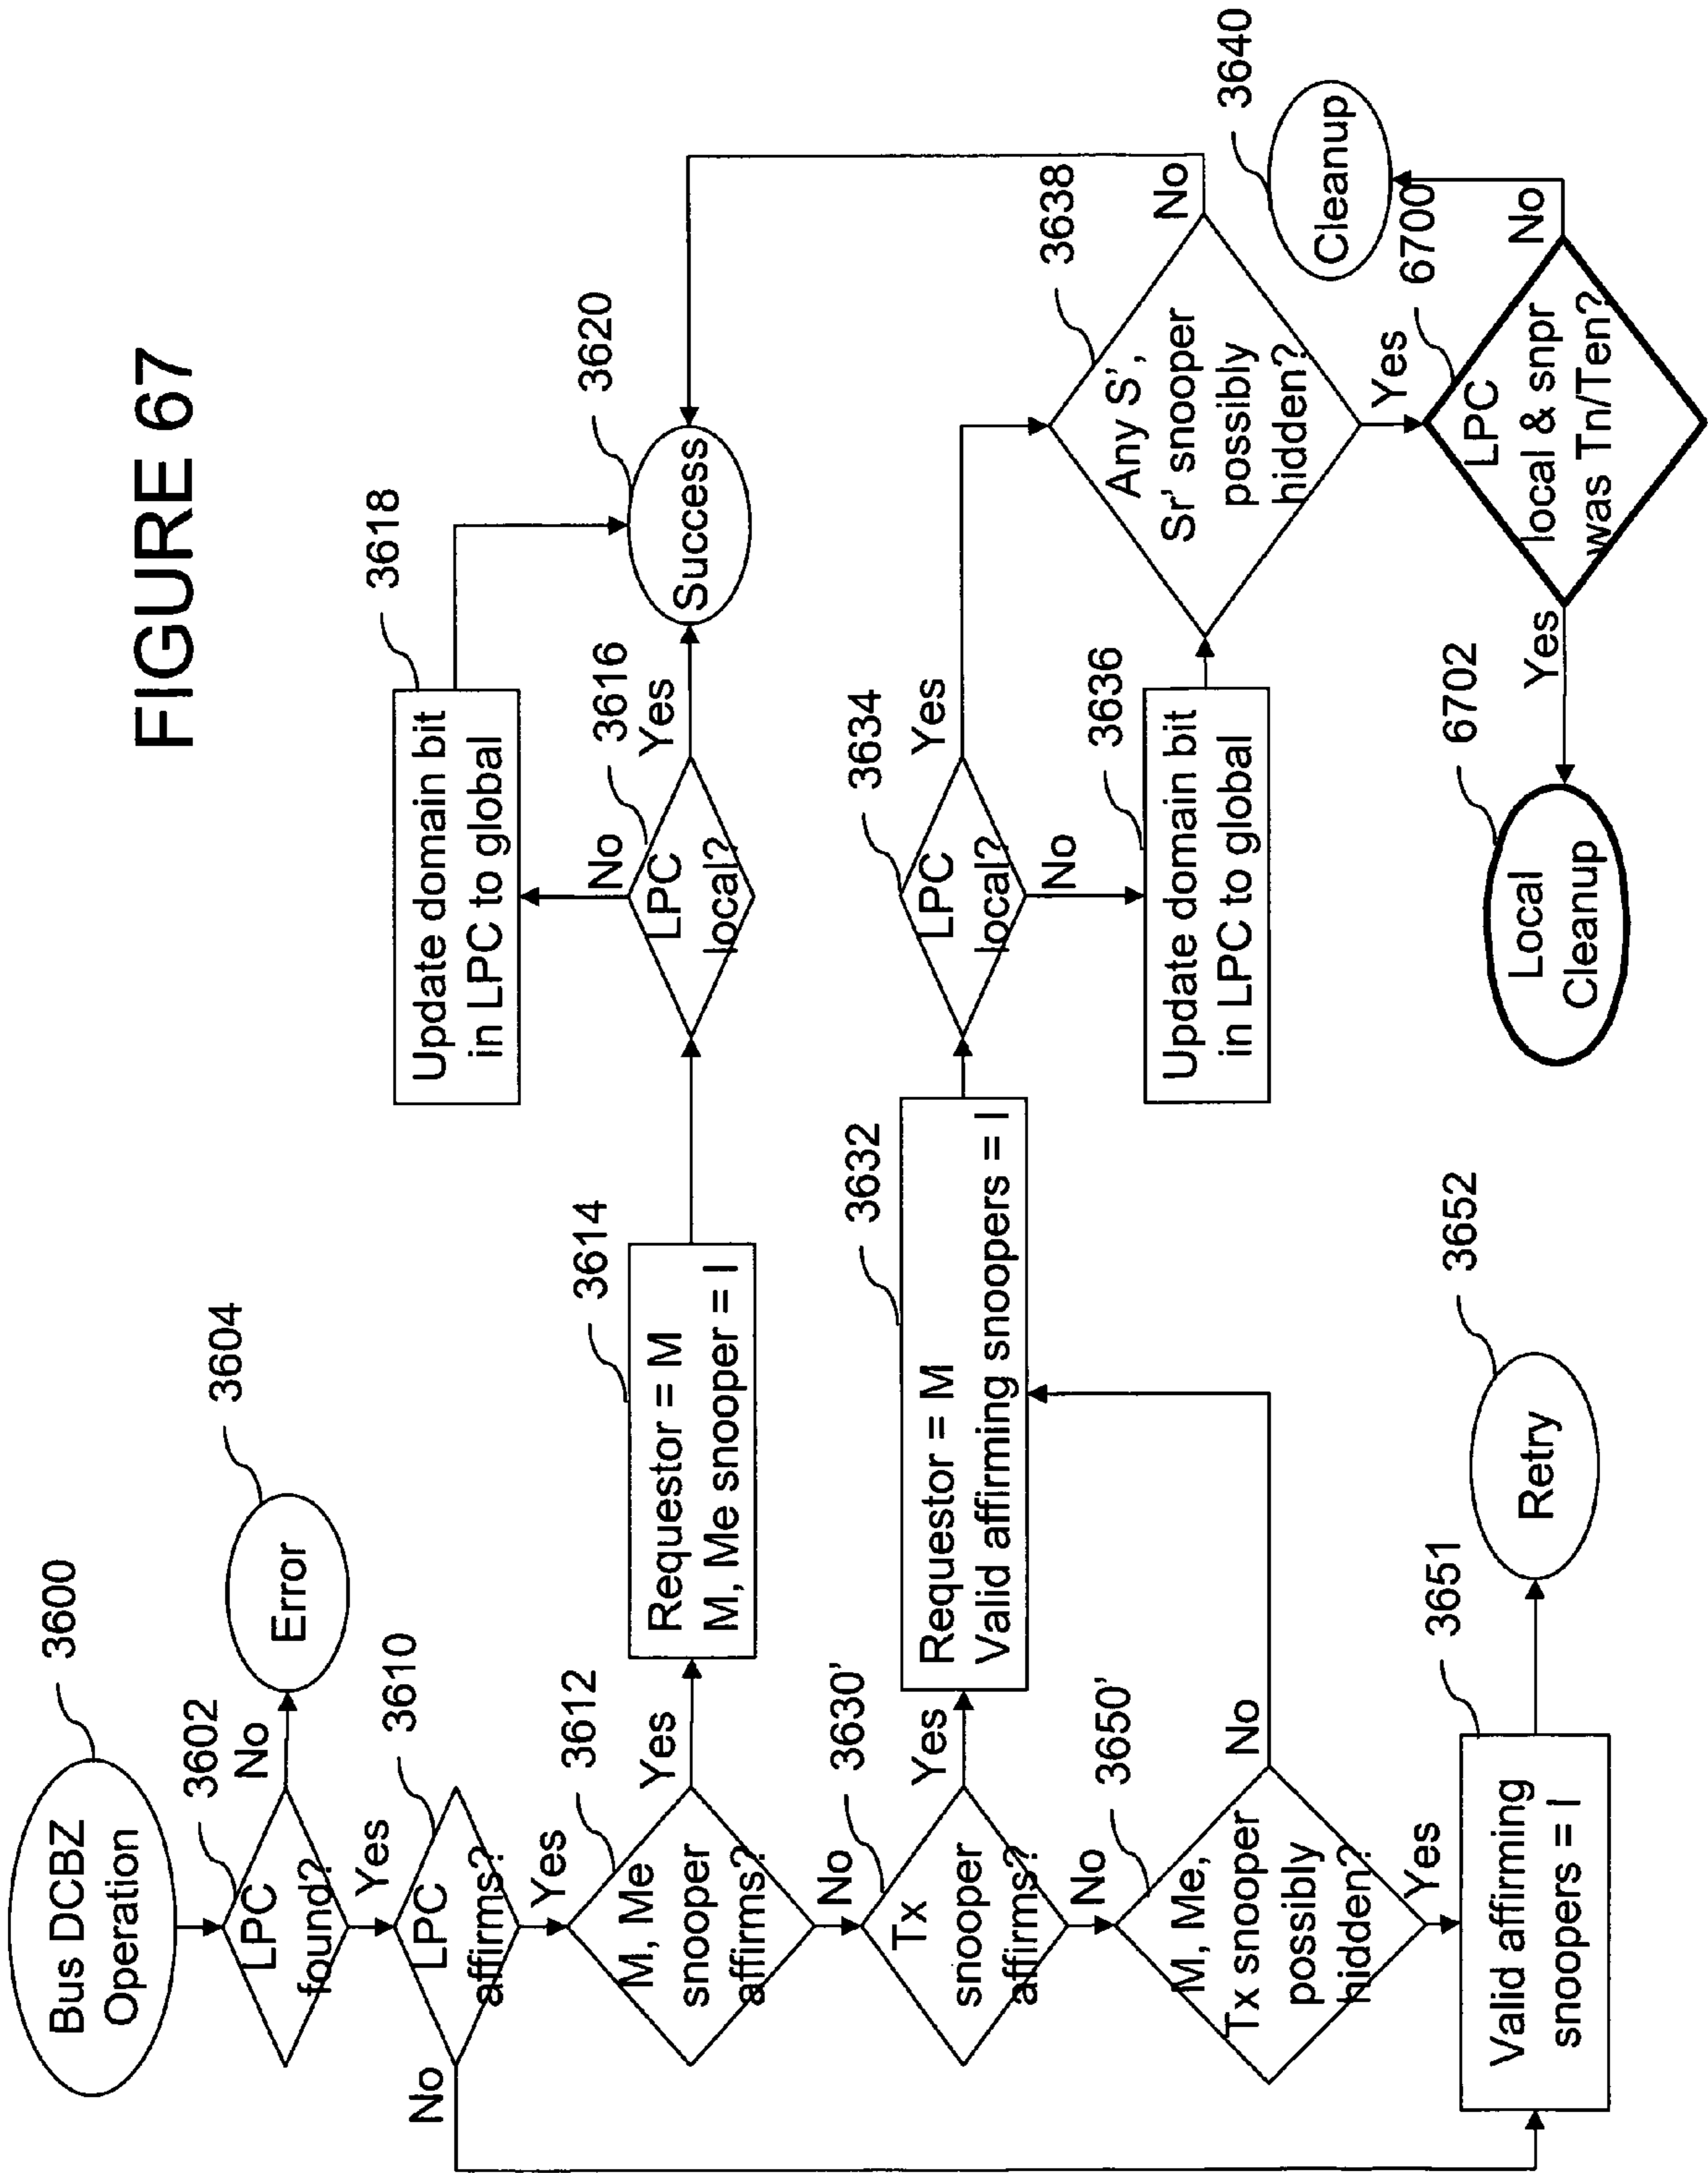 FIGURE 67
3600
Bus DCBZ
Operation
3602
LPC
found?
No
3604
Error
Yes
3610
LPC
affirms?
No
Yes
3612
M, Me
snooper
affirms?
Yes
3614
Requestor = M
M, Me snooper = I
3616
LPC
local?
No
Yes
3618
Update domain bit
in LPC to global
3620
Success
No
3630'
Tx
snooper
affirms?
Yes
3632
Requestor = M
Valid affirming snoopers = I
3634
LPC
local?
Yes
No
3636
Update domain bit
in LPC to global
3638
Any S',
Sr' snooper
possibly
hidden?
No
Yes
3640
Cleanup
6700
LPC
local & snpr
was Tn/Ten?
No
Yes
6702
Local
Cleanup
No
3650'
M, Me,
Tx snooper
possibly
hidden?
No
Yes
3651
Valid affirming
snoopers = I
3652
Retry